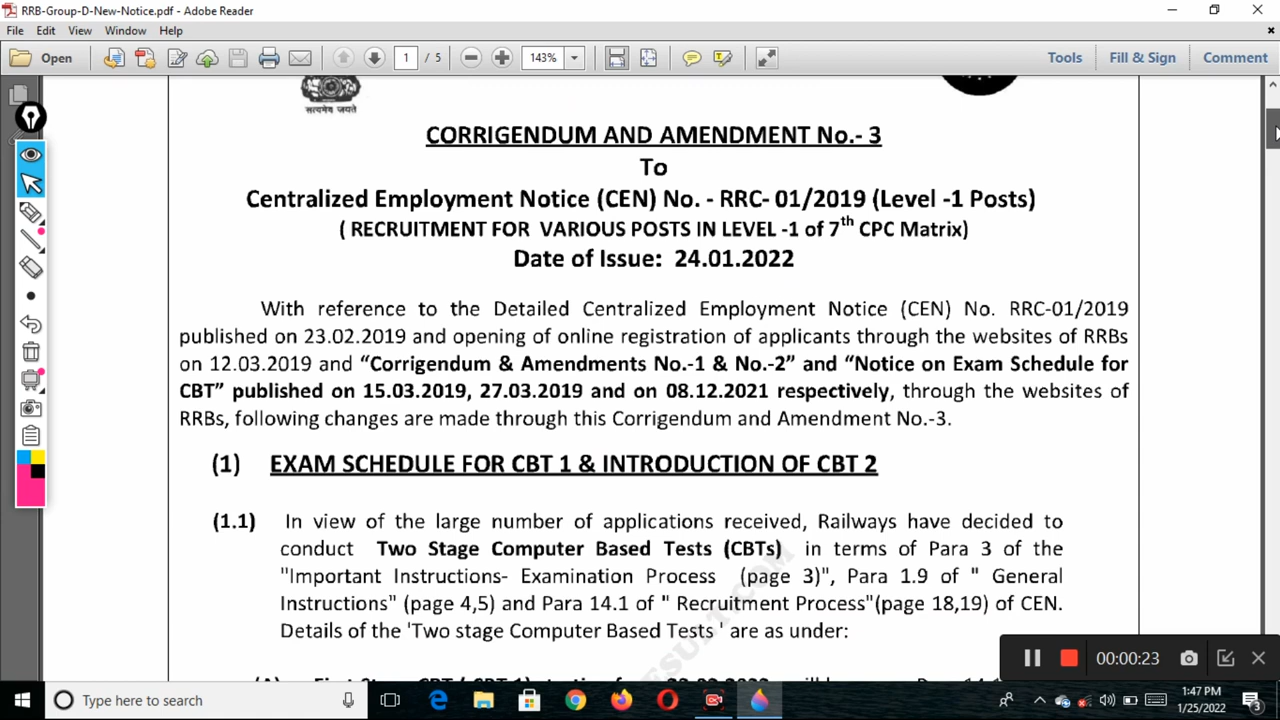 RRB-Group-D-New-Notice.pdf - Adobe Reader
File Edit View Window Help
Open 1 / 5 143% Tools Fill & Sign Comment
सत्यमेव जयते
CORRIGENDUM AND AMENDMENT No.- 3
To
Centralized Employment Notice (CEN) No. - RRC- 01/2019 (Level -1 Posts)
( RECRUITMENT FOR VARIOUS POSTS IN LEVEL -1 of 7th CPC Matrix)
Date of Issue: 24.01.2022
With reference to the Detailed Centralized Employment Notice (CEN) No. RRC-01/2019
published on 23.02.2019 and opening of online registration of applicants through the websites of RRBs
on 12.03.2019 and “Corrigendum & Amendments No.-1 & No.-2” and “Notice on Exam Schedule for
CBT” published on 15.03.2019, 27.03.2019 and on 08.12.2021 respectively, through the websites of
RRBs, following changes are made through this Corrigendum and Amendment No.-3.
(1) EXAM SCHEDULE FOR CBT 1 & INTRODUCTION OF CBT 2
(1.1) In view of the large number of applications received, Railways have decided to
conduct Two Stage Computer Based Tests (CBTs) in terms of Para 3 of the
"Important Instructions- Examination Process (page 3)", Para 1.9 of " General
Instructions" (page 4,5) and Para 14.1 of " Recruitment Process"(page 18,19) of CEN.
Details of the 'Two stage Computer Based Tests ' are as under:
00:00:23
Type here to search
1:47 PM
1/25/2022
3